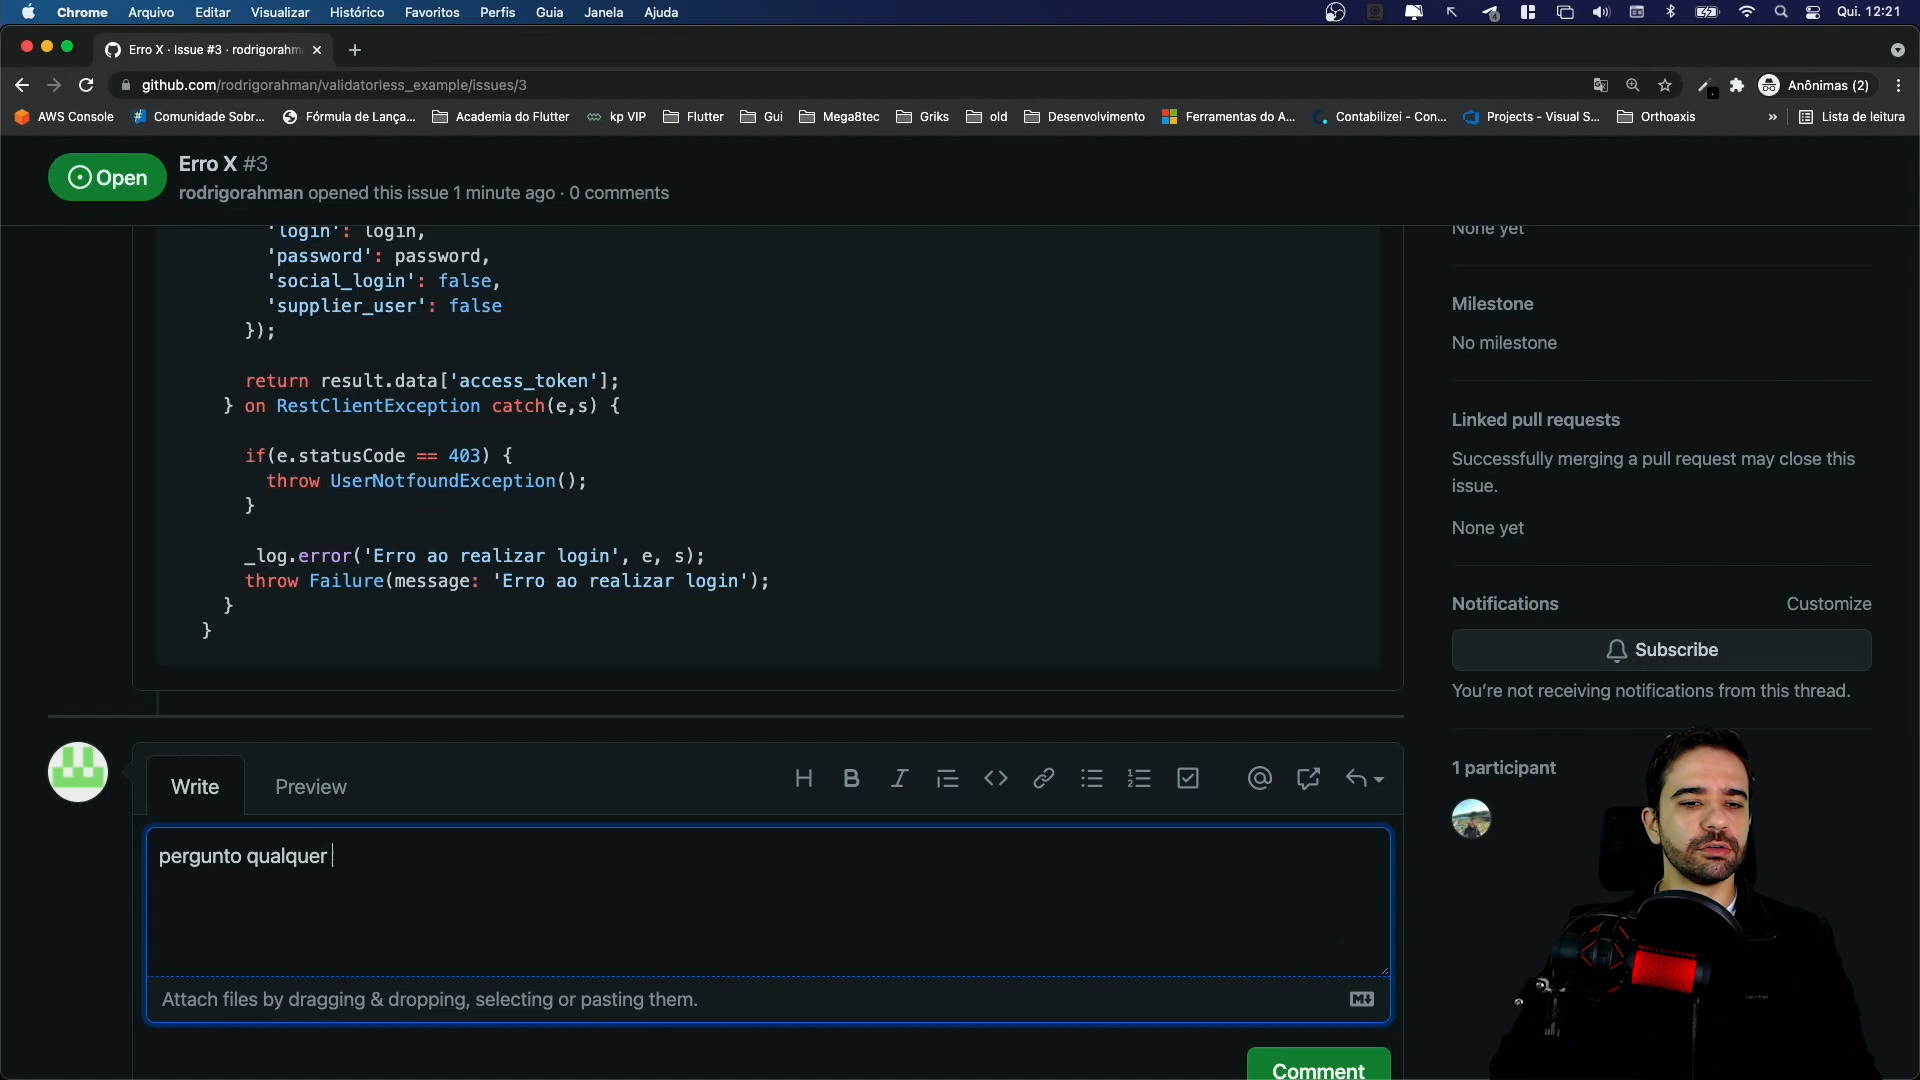 Chrome Arquivo Editar Visualizar Histórico Favoritos Perfis Guia Janela Ajuda Qui. 12:21
Erro X · Issue #3 · rodrigorahm
github.com/rodrigorahman/validatorless_example/issues/3 Anônimas (2)
AWS Console Comunidade Sobr... Fórmula de Lança... Academia do Flutter kp VIP Flutter Gui Mega8tec Griks old Desenvolvimento Ferramentas do A... Contabilizei - Con... Projects - Visual S... Orthoaxis » Lista de leitura
Open
Erro X #3
rodrigorahman opened this issue 1 minute ago · 0 comments
'login': login,
'password': password,
'social_login': false,
'supplier_user': false
});
return result.data['access_token'];
} on RestClientException catch(e,s) {
if(e.statusCode == 403) {
throw UserNotfoundException();
}
_log.error('Erro ao realizar login', e, s);
throw Failure(message: 'Erro ao realizar login');
}
}
None yet
Milestone
No milestone
Linked pull requests
Successfully merging a pull request may close this
issue.
None yet
Notifications Customize
Subscribe
You're not receiving notifications from this thread.
1 participant
Write Preview
pergunto qualquer
Attach files by dragging & dropping, selecting or pasting them.
Comment